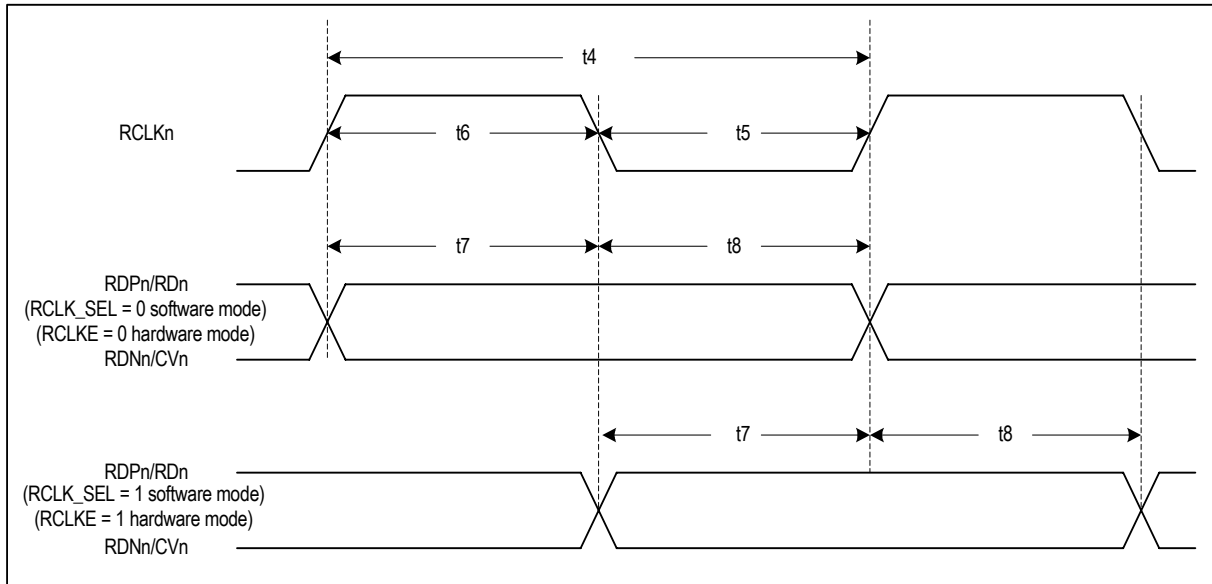 t4
RCLKn
t6
t5
t7
t8
RDPn/RDn
(RCLK_SEL = 0 software mode)
(RCLKE = 0 hardware mode)
RDNn/CVn
t7
t8
RDPn/RDn
(RCLK_SEL = 1 software mode)
(RCLKE = 1 hardware mode)
RDNn/CVn